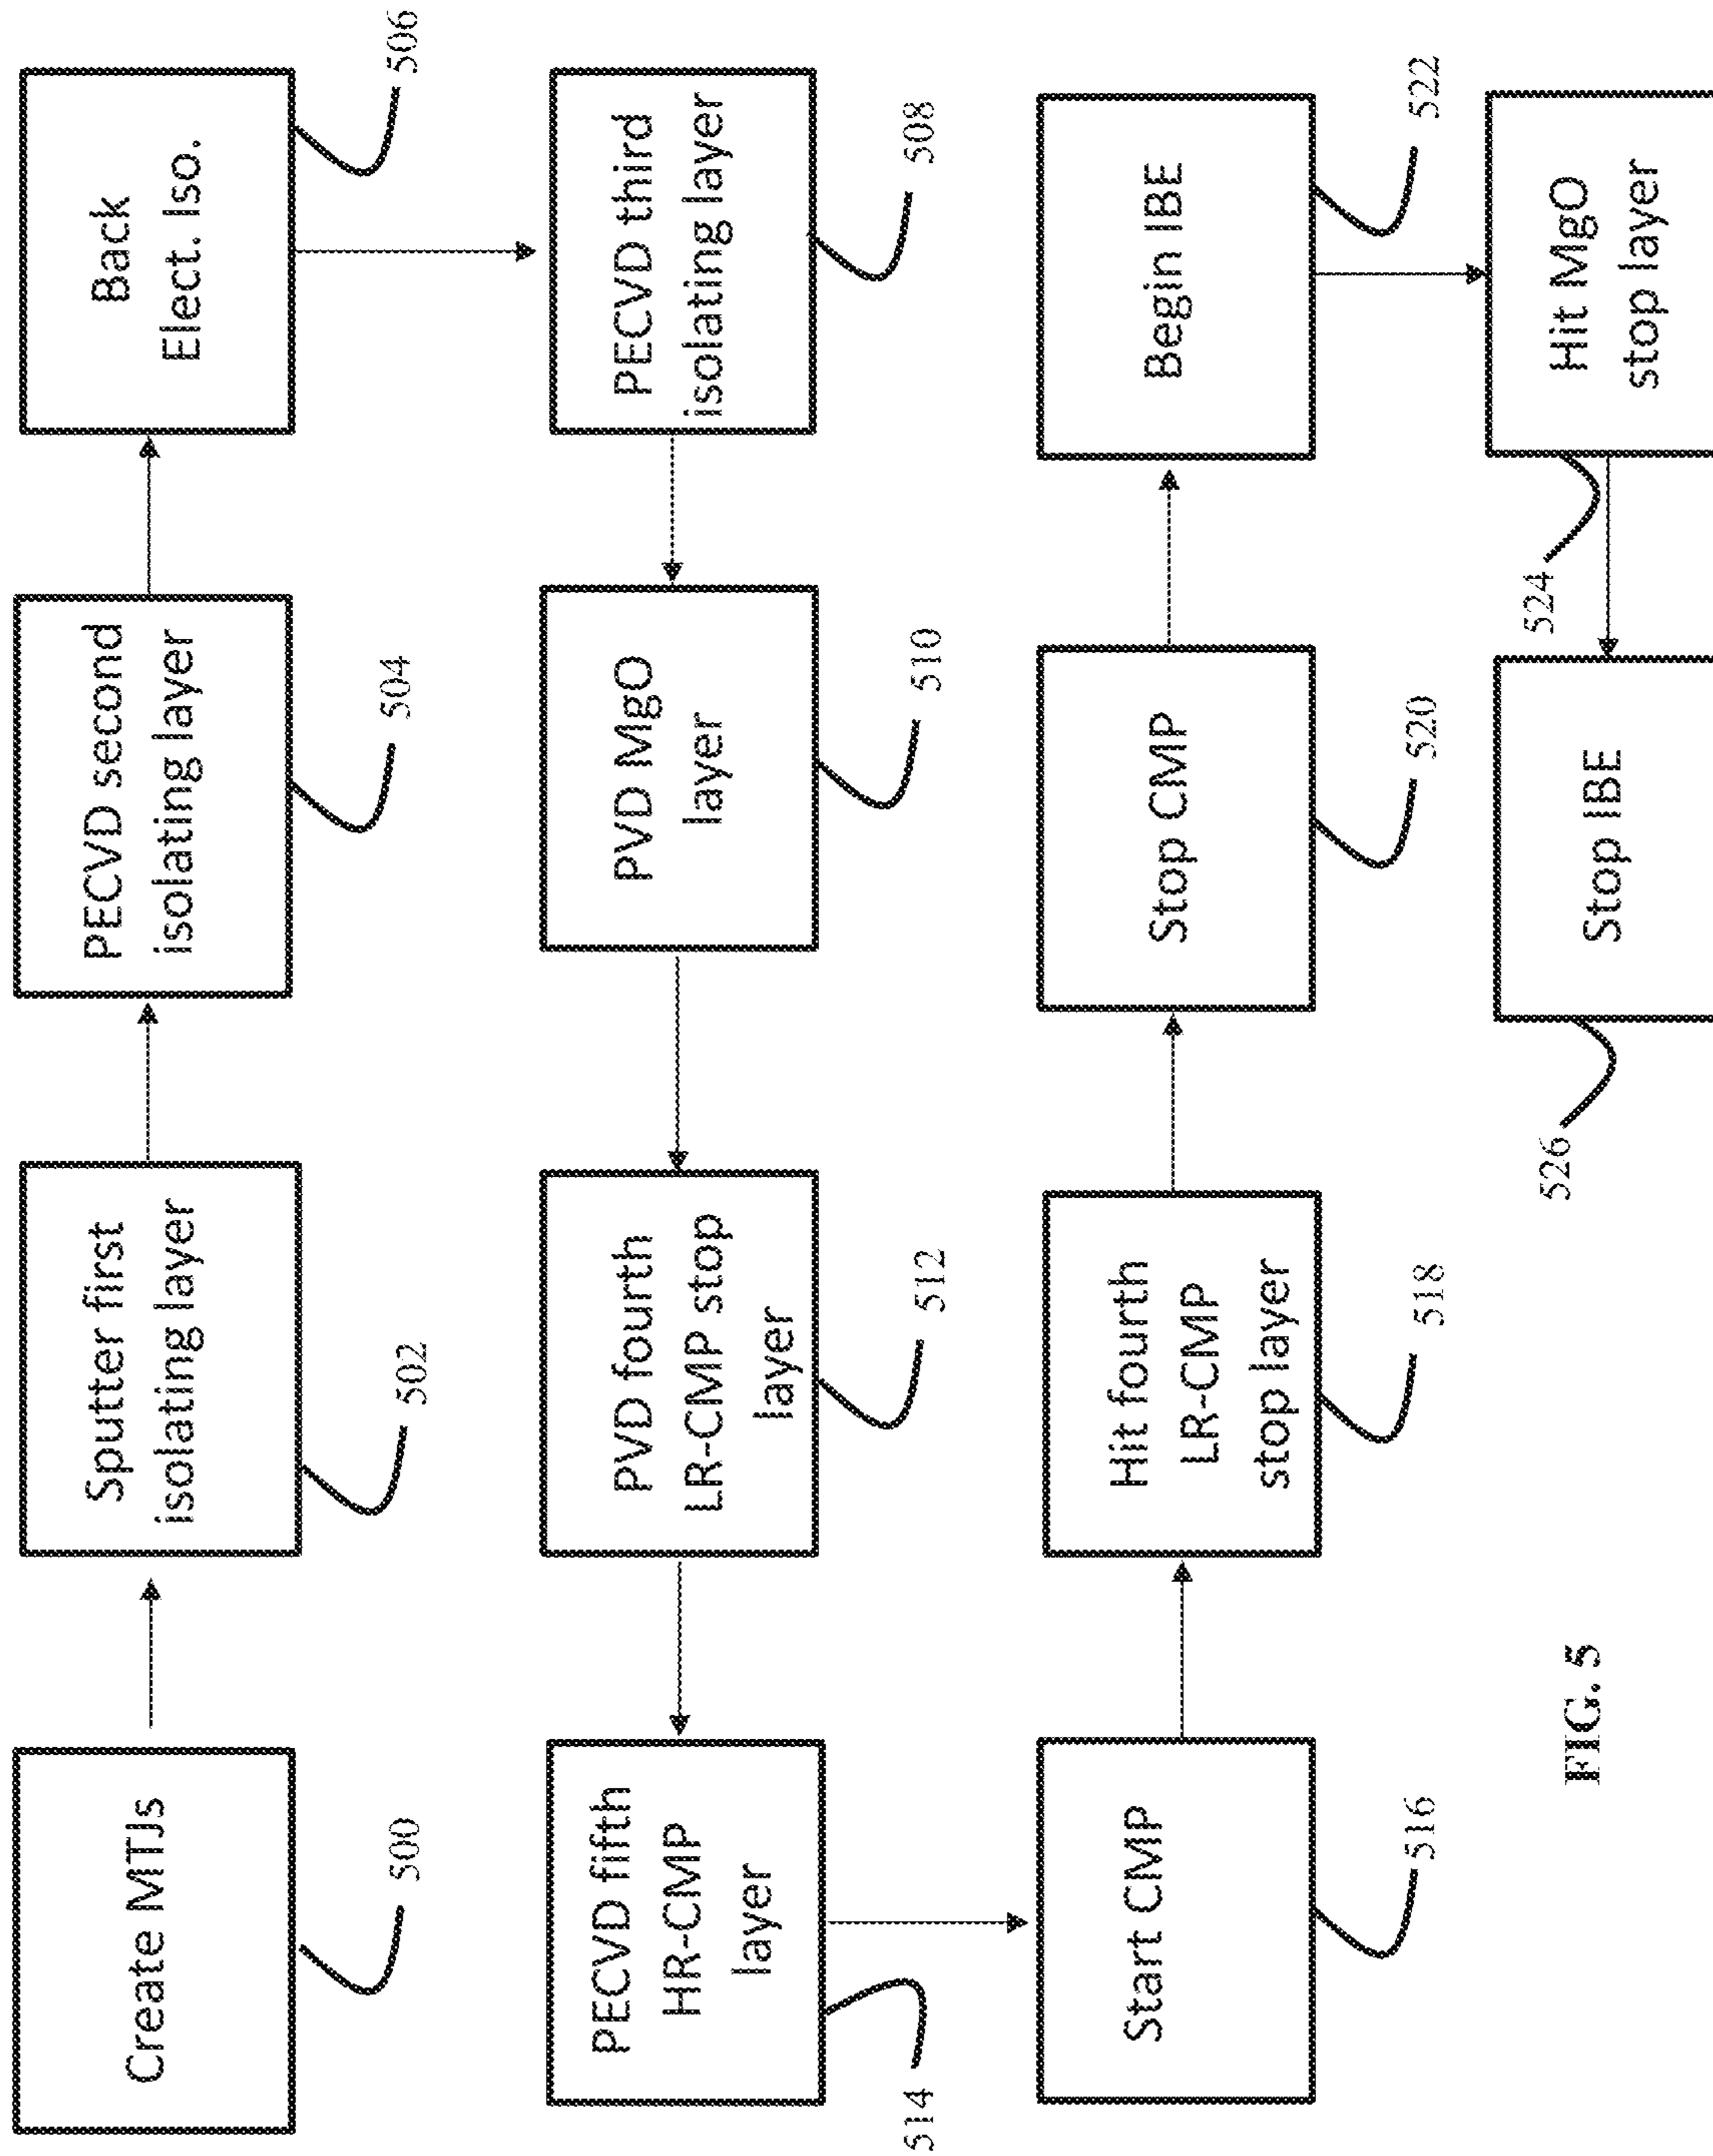 Create MTJs
500
Sputter first
isolating layer
502
PECVD second
isolating layer
504
Back
Elect. Iso.
506
PECVD third
isolating layer
508
PVD MgO
layer
510
PVD fourth
LR-CMP stop
layer
512
PECVD fifth
HR-CMP
layer
514
Start CMP
516
Hit fourth
LR-CMP
stop layer
518
Stop CMP
520
Begin IBE
522
Hit MgO
stop layer
524
Stop IBE
526
FIG. 5